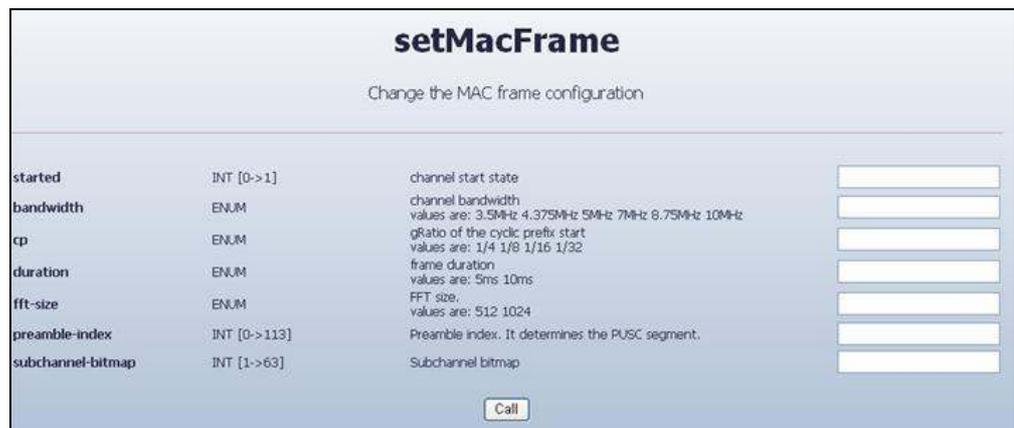 setMacFrame
Change the MAC frame configuration
started INT [0->1] channel start state
bandwidth ENUM channel bandwidth
values are: 3.5MHz 4.375MHz 5MHz 7MHz 8.75MHz 10MHz
cp ENUM gRatio of the cyclic prefix start
values are: 1/4 1/8 1/16 1/32
duration ENUM frame duration
values are: 5ms 10ms
fft-size ENUM FFT size.
values are: 512 1024
preamble-index INT [0->113] Preamble index. It determines the PUSC segment.
subchannel-bitmap INT [1->63] Subchannel bitmap
Call